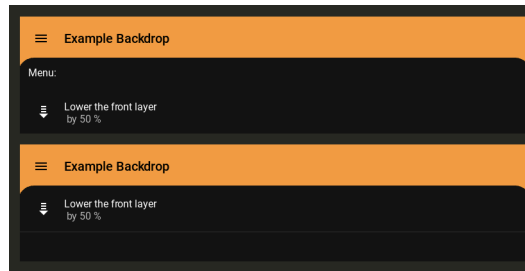 Example Backdrop
Menu:
Lower the front layer
by 50 %
Example Backdrop
Lower the front layer
by 50 %